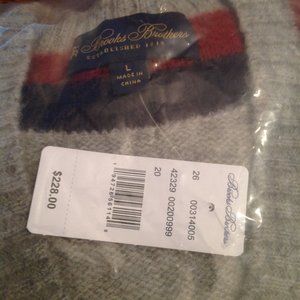 Brooks Brothers
ESTABLISHED 1818
L
MADE IN
CHINA
Brooks Brothers
26 00314005
42329 00200999
20
$228.00